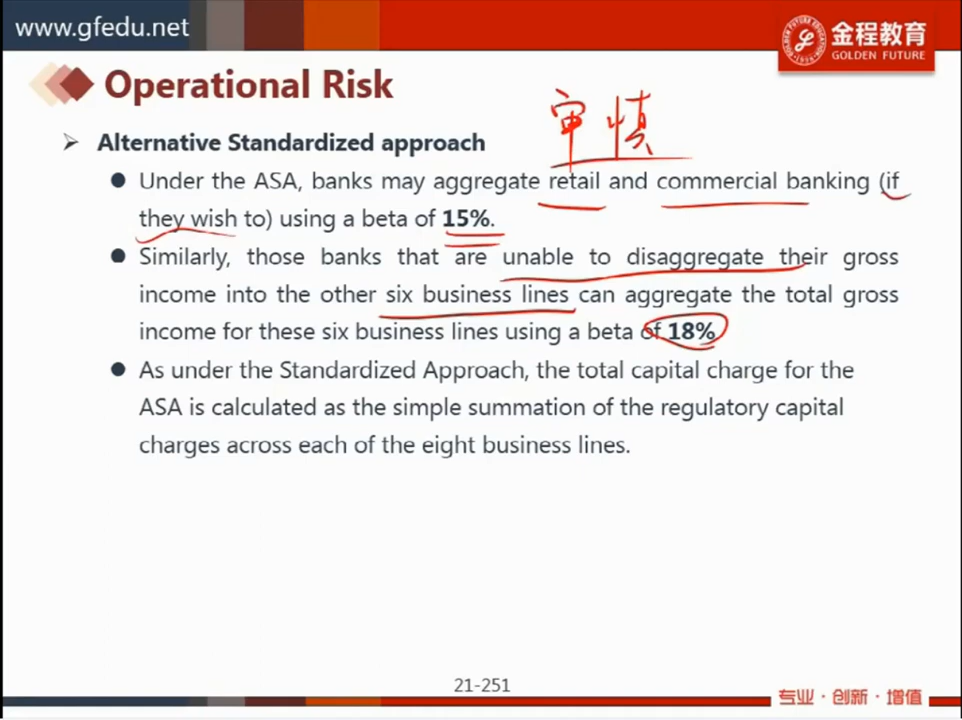 www.gfedu.net
金程教育
GOLDEN FUTURE
Operational Risk
审慎
Alternative Standardized approach
Under the ASA, banks may aggregate retail and commercial banking (if
they wish to) using a beta of 15%.
Similarly, those banks that are unable to disaggregate their gross
income into the other six business lines can aggregate the total gross
income for these six business lines using a beta of 18%
As under the Standardized Approach, the total capital charge for the
ASA is calculated as the simple summation of the regulatory capital
charges across each of the eight business lines.
21-251
专业·创新·增值